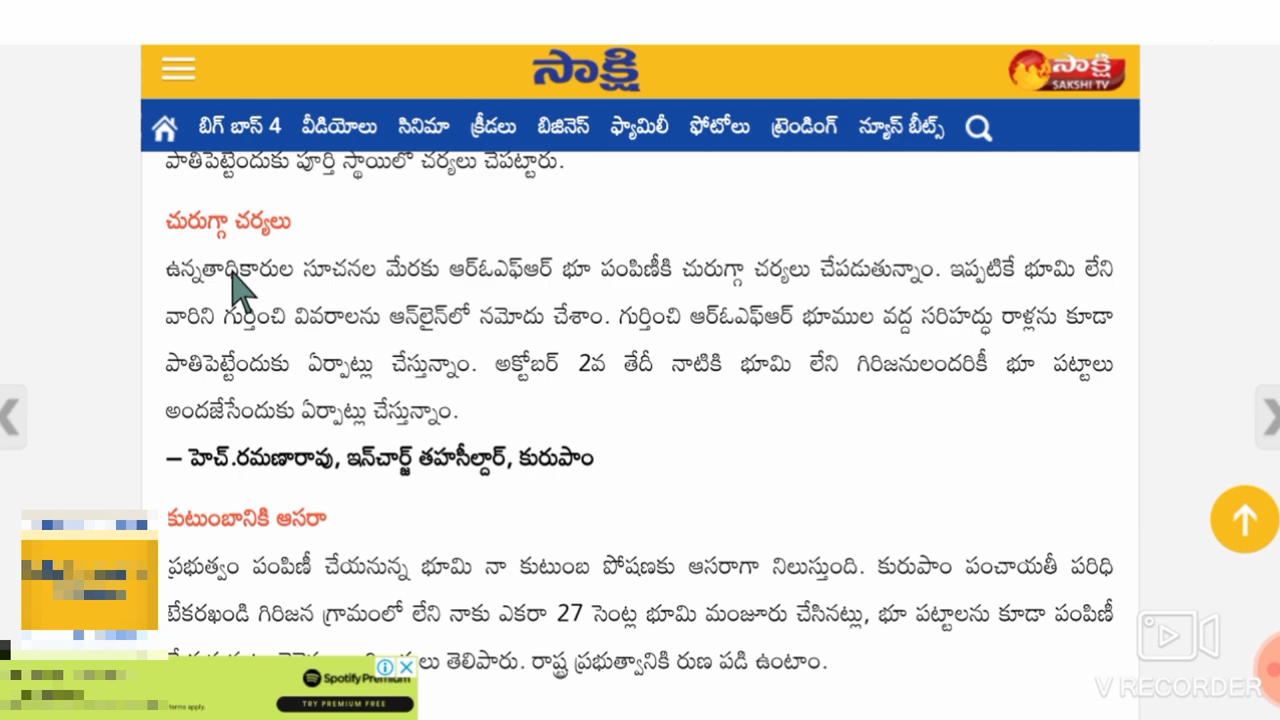 సాక్షి
సాక్షి
SAKSHI TV
బిగ్ బాస్ 4 వీడియోలు సినిమా క్రీడలు బిజినెస్ ఫ్యామిలీ ఫోటోలు ట్రెండింగ్ న్యూస్ బీట్స్
పాతిపెట్టేందుకు పూర్తి స్థాయిలో చర్యలు చేపట్టారు.
చురుగ్గా చర్యలు
ఉన్నతాధికారుల సూచనల మేరకు ఆర్‌ఓఎఫ్‌ఆర్‌ భూ పంపిణీకి చురుగ్గా చర్యలు చేపడుతున్నాం. ఇప్పటికే భూమి లేని
వారిని గుర్తించి వివరాలను ఆన్‌లైన్‌లో నమోదు చేశాం. గుర్తించి ఆర్‌ఓఎఫ్‌ఆర్‌ భూముల వద్ద సరిహద్దు రాళ్లను కూడా
పాతిపెట్టేందుకు ఏర్పాట్లు చేస్తున్నాం. అక్టోబర్‌ 2వ తేదీ నాటికి భూమి లేని గిరిజనులందరికీ భూ పట్టాలు
అందజేసేందుకు ఏర్పాట్లు చేస్తున్నాం.
– హెచ్‌.రమణారావు, ఇన్‌చార్జ్‌ తహసీల్దార్, కురుపాం
కుటుంబానికి ఆసరా
ప్రభుత్వం పంపిణీ చేయనున్న భూమి నా కుటుంబ పోషణకు ఆసరాగా నిలుస్తుంది. కురుపాం పంచాయతీ పరిధి
టేకరఖండి గిరిజన గ్రామంలో లేని నాకు ఎకరా 27 సెంట్ల భూమి మంజూరు చేసినట్లు, భూ పట్టాలను కూడా పంపిణీ
తెలిపారు. రాష్ట్ర ప్రభుత్వానికి రుణ పడి ఉంటాం.
Spotify Premium
TRY PREMIUM FREE
terms apply.
V RECORDER